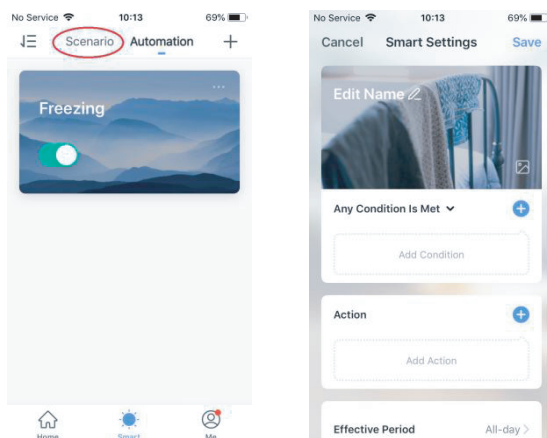 No Service 10:13 69%
Scenario Automation
Freezing
Home Smart Me
No Service 10:13 69%
Cancel Smart Settings Save
Edit Name
Any Condition Is Met
Add Condition
Action
Add Action
Effective Period All-day